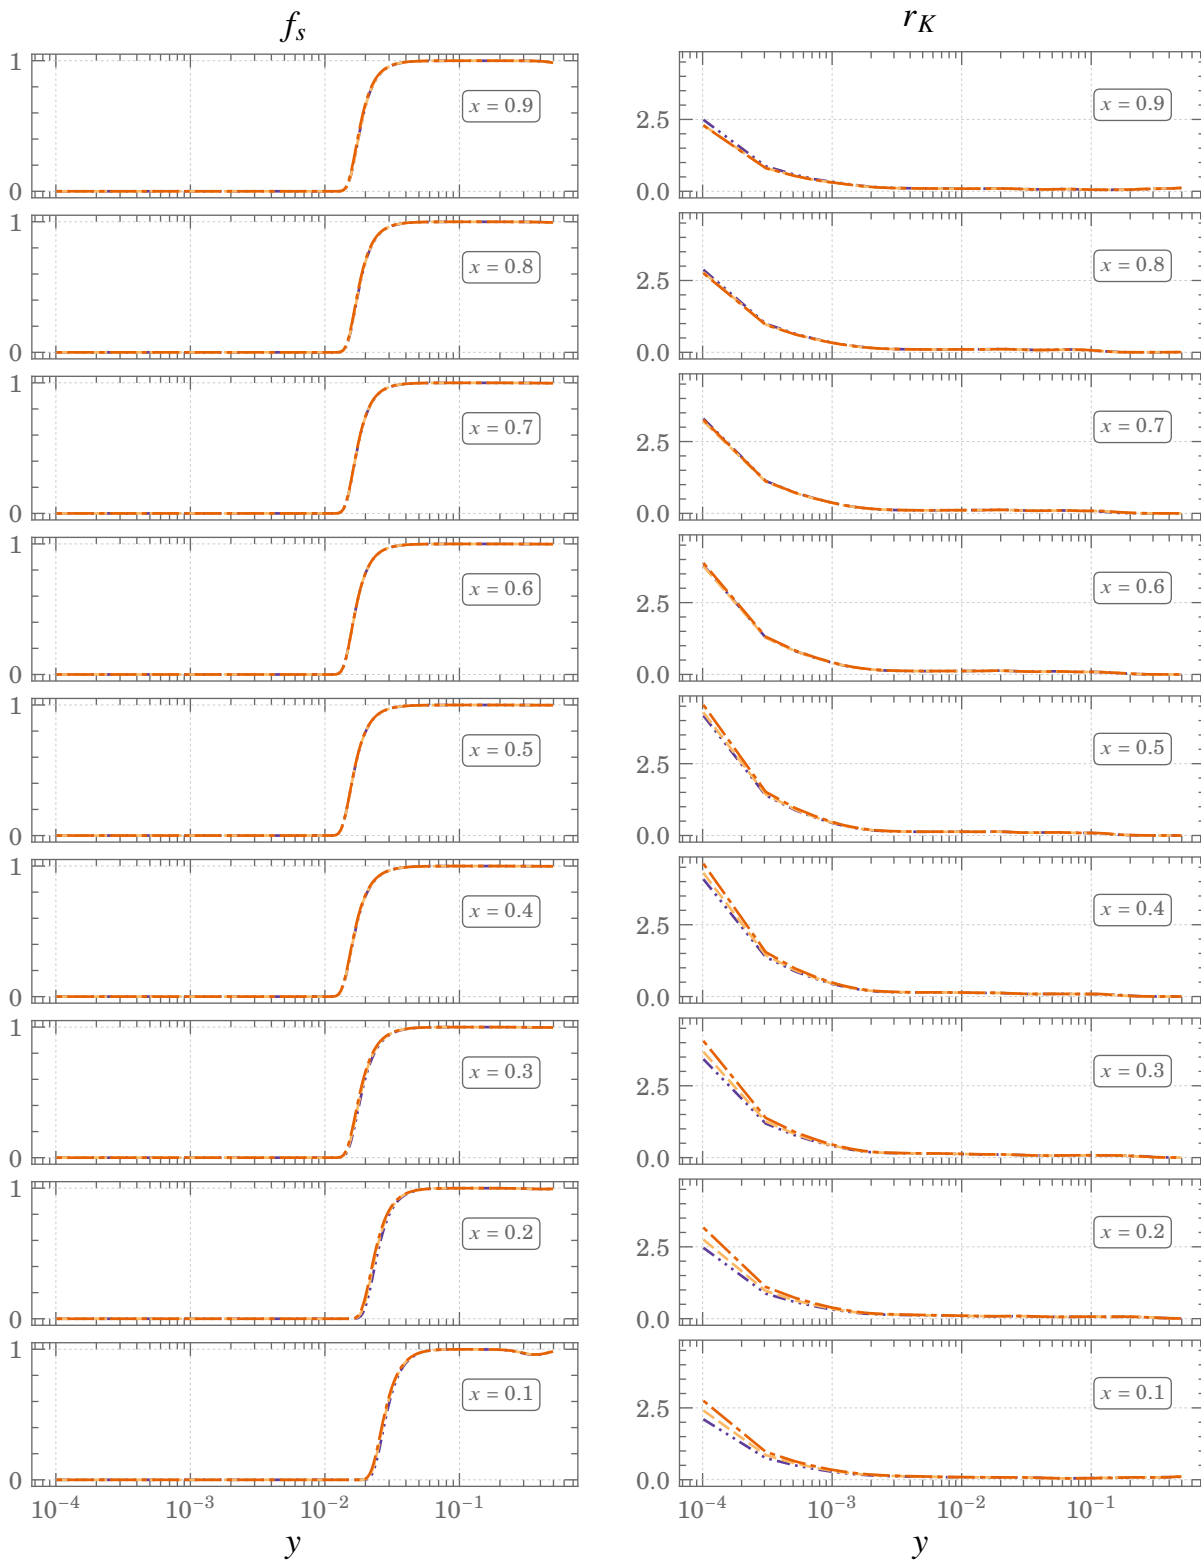 f_s
r_K
1
0
x = 0.9
2.5
0.0
x = 0.9
1
0
x = 0.8
2.5
0.0
x = 0.8
1
0
x = 0.7
2.5
0.0
x = 0.7
1
0
x = 0.6
2.5
0.0
x = 0.6
1
0
x = 0.5
2.5
0.0
x = 0.5
1
0
x = 0.4
2.5
0.0
x = 0.4
1
0
x = 0.3
2.5
0.0
x = 0.3
1
0
x = 0.2
2.5
0.0
x = 0.2
1
0
x = 0.1
2.5
0.0
x = 0.1
10⁻⁴ 10⁻³ 10⁻² 10⁻¹
10⁻⁴ 10⁻³ 10⁻² 10⁻¹
y
y